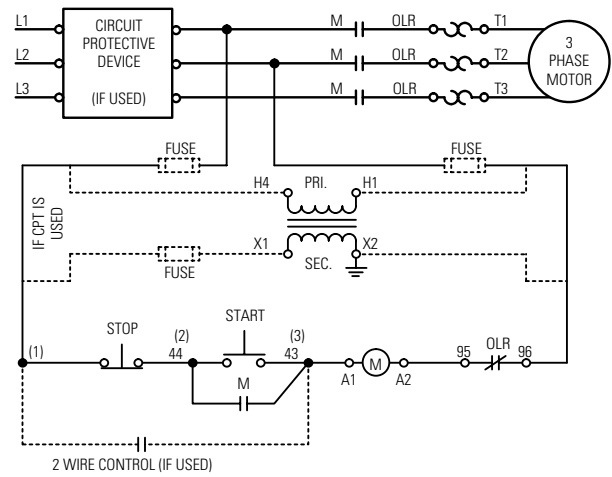 L1
CIRCUIT
PROTECTIVE
DEVICE
(IF USED)
M
OLR
T1
L2
M
OLR
T2
L3
M
OLR
T3
3
PHASE
MOTOR
FUSE
FUSE
H4
PRI.
H1
IF CPT IS
USED
X1
X2
FUSE
SEC.
STOP
START
(1)
(2)
(3)
44
43
M
A1
M
A2
95
OLR
96
2 WIRE CONTROL (IF USED)